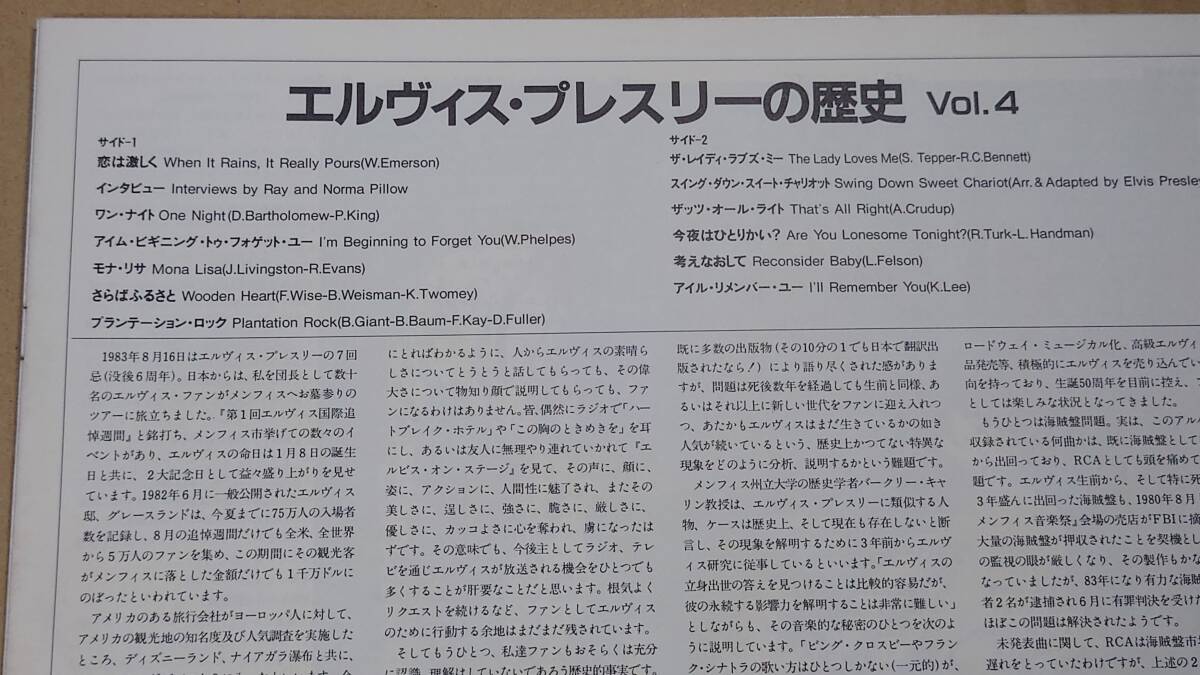 エルヴィス・プレスリーの歴史 Vol.4
サイド-1
恋は激しく When It Rains, It Really Pours(W.Emerson)
インタビュー Interviews by Ray and Norma Pillow
ワン・ナイト One Night(D.Bartholomew-P.King)
アイム・ビギニング・トゥ・フォゲット・ユー I'm Beginning to Forget You(W.Phelpes)
モナ・リサ Mona Lisa(J.Livingston-R.Evans)
さらばふるさと Wooden Heart(F.Wise-B.Weisman-K.Twomey)
プランテーション・ロック Plantation Rock(B.Giant-B.Baum-F.Kay-D.Fuller)
サイド-2
ザ・レイディ・ラブズ・ミー The Lady Loves Me(S. Tepper-R.C.Bennett)
スイング・ダウン・スイート・チャリオット Swing Down Sweet Chariot(Arr.& Adapted by Elvis Presley
ザッツ・オール・ライト That's All Right(A.Crudup)
今夜はひとりかい? Are You Lonesome Tonight?(R.Turk-L.Handman)
考えなおして Reconsider Baby(L.Felson)
アイル・リメンバー・ユー I'll Remember You(K.Lee)
1983年8月16日はエルヴィス・プレスリーの7回
忌(没後6周年)。日本からは、私を団長として数十
名のエルヴィス・ファンがメンフィスへお墓参りの
ツアーに旅立ちました。『第1回エルヴィス国際追
悼週間』と銘打ち、メンフィス市挙げての数々のイ
ベントがあり、エルヴィスの命日は1月8日の誕生
日と共に、2大記念日として益々盛り上がりを見せ
ています。1982年6月に一般公開されたエルヴィス
邸、グレースランドは、今夏までに75万人の入場者
数を記録し、8月の追悼週間だけでも全米、全世界
から5万人のファンを集め、この期間にその観光客
がメンフィスに落とした金額だけでも1千万ドルに
のぼったといわれています。
アメリカのある旅行会社がヨーロッパ人に対して、
アメリカの観光地の知名度及び人気調査を実施した
ところ、ディズニーランド、ナイアガラ瀑布と共に、
にとればわかるように、人からエルヴィスの素晴ら
しさについてとうとうと話してもらっても、その偉
大さについて物知り顔で説明してもらっても、ファ
ンになるわけはありません。皆、偶然にラジオで「ハー
トブレイク・ホテル」や「この胸のときめきを」を耳
にし、あるいは友人に無理やり連れていかれて『エ
ルビス・オン・ステージ』を見て、その声に、顔に、
姿に、アクションに、人間性に魅了され、またその
美しさに、逞しさに、強さに、脆さに、厳しさに、
優しさに、カッコよさに心を奪われ、虜になったは
ずです。その意味でも、今後主としてラジオ、テレ
ビを通じエルヴィスが放送される機会をひとつでも
多くすることが肝要なことだと思います。根気よく
リクエストを続けるなど、ファンとしてエルヴィス
のために行動する余地はまだまだ残されています。
そしてもうひとつ、私達ファンもおそらくは充分
に認識、理解はしていないであろう歴史的事実です。
既に多数の出版物(その10分の1でも日本で翻訳出
版されたなら!)により語り尽くされた感がありま
すが、問題は死後数年を経過しても生前と同様、あ
るいはそれ以上に新しい世代をファンに迎え入れつ
つ、あたかもエルヴィスはまだ生きているかの如き
人気が続いているという、歴史上かつてない特異な
現象をどのように分析、説明するかという難題です。
メンフィス州立大学の歴史学者バークリー・キャ
リン教授は、エルヴィス・プレスリーに類似する人
物、ケースは歴史上、そして現在も存在しないと断
言し、その現象を解明するために3年前からエルヴ
ィス研究に従事しているといいます。「エルヴィスの
立身出世の答えを見つけることは比較的容易だが、
彼の永続する影響力を解明することは非常に難しい」
としながらも、その音楽的な秘密のひとつを次のよ
うに説明しています。「ビング・クロスビーやフラン
ク・シナトラの歌い方はひとつしかない(一元的)が、
ロードウェイ・ミュージカル化、高級エルヴィ
品発売等、積極的にエルヴィスを売り込んでい
向を持っており、生誕50周年を目前に控え、フ
としては楽しみな状況となってきました。
もうひとつは海賊盤問題。実は、このアル
収録されている何曲かは、既に海賊盤として
から出回っており、RCAとしても頭を痛めて
題です。エルヴィス生前から、そして特に死
3年盛んに出回った海賊盤も、1980年8月
メンフィス音楽祭』会場の売店がFBIに摘
大量の海賊盤が押収されたことを契機とし
の監視の眼が厳しくなり、その製作もかな
なっていましたが、83年になり有力な海賊
者2名が逮捕され6月に有罪判決を受けた
ほぼこの問題は解決されたようです。
未発表曲に関して、RCAは海賊盤市
遅れをとっていたわけですが、上述の2